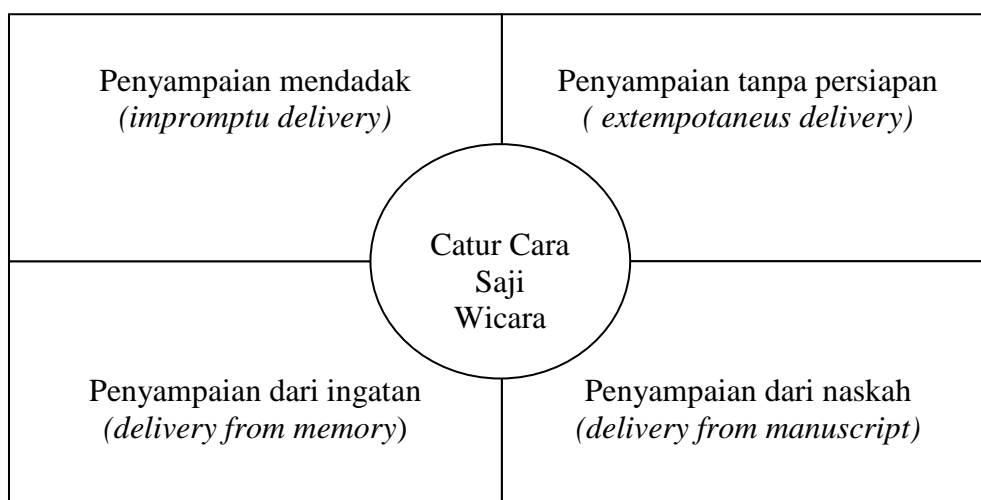 Penyampaian mendadak
(impromptu delivery)
Penyampaian tanpa persiapan
( extempotaneus delivery)
Catur Cara
Saji
Wicara
Penyampaian dari ingatan
(delivery from memory)
Penyampaian dari naskah
(delivery from manuscript)